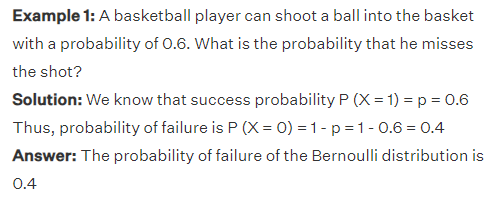 Example 1: A basketball player can shoot a ball into the basket
with a probability of 0.6. What is the probability that he misses
the shot?
Solution: We know that success probability P (X = 1) = p = 0.6
Thus, probability of failure is P (X = 0) = 1 - p = 1 - 0.6 = 0.4
Answer: The probability of failure of the Bernoulli distribution is
0.4